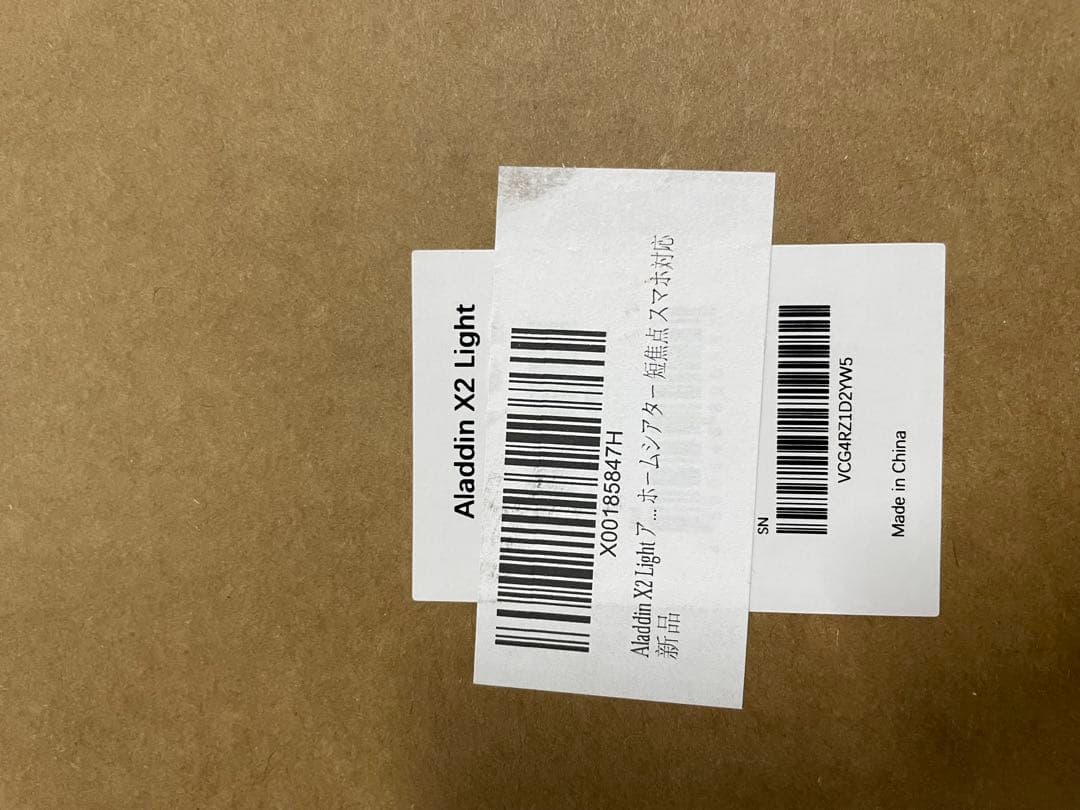 Aladdin X2 Light
X00185847H
Aladdin X2 Light ア... ホームシアター 短焦点 スマホ対応
新品
SN
VCG4RZ1D2YW5
Made in China